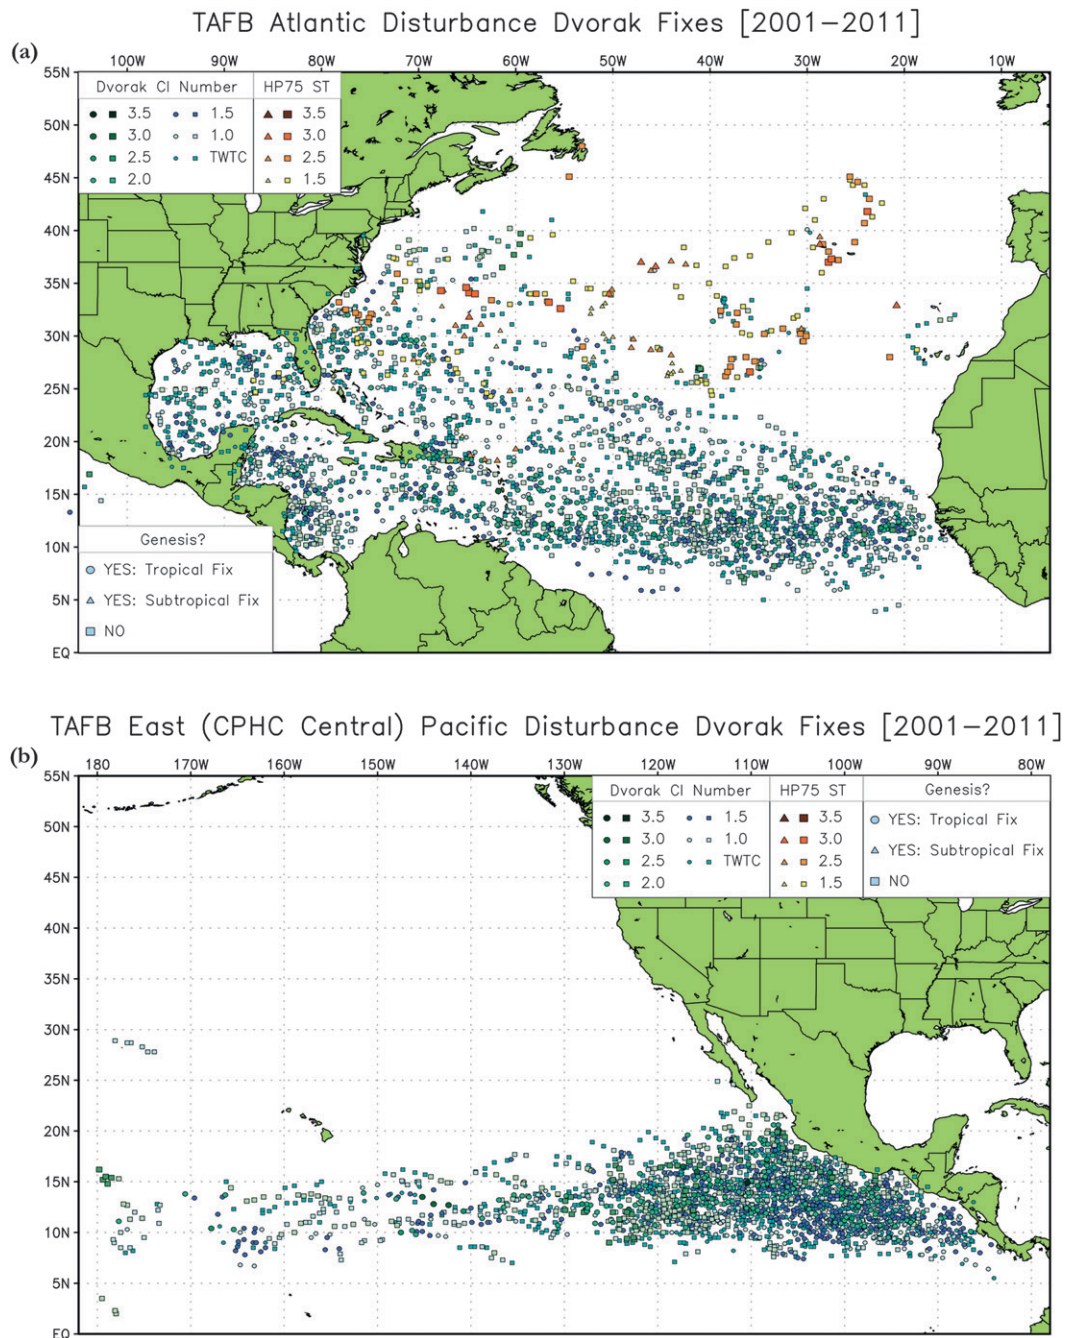 TAFB Atlantic Disturbance Dvorak Fixes [2001–2011]
(a)
100W 90W 80W 70W 60W 50W 40W 30W 20W 10W
55N
50N
45N
40N
35N
30N
25N
20N
15N
10N
5N
EQ
Dvorak CI Number HP75 ST
3.5 1.5 3.5
3.0 1.0 3.0
2.5 TWTC 2.5
2.0 1.5
Genesis?
YES: Tropical Fix
YES: Subtropical Fix
NO
TAFB East (CPHC Central) Pacific Disturbance Dvorak Fixes [2001–2011]
(b)
180 170W 160W 150W 140W 130W 120W 110W 100W 90W 80W
55N
50N
45N
40N
35N
30N
25N
20N
15N
10N
5N
EQ
Dvorak CI Number HP75 ST Genesis?
3.5 1.5 3.5 YES: Tropical Fix
3.0 1.0 3.0 YES: Subtropical Fix
2.5 TWTC 2.5 NO
2.0 1.5